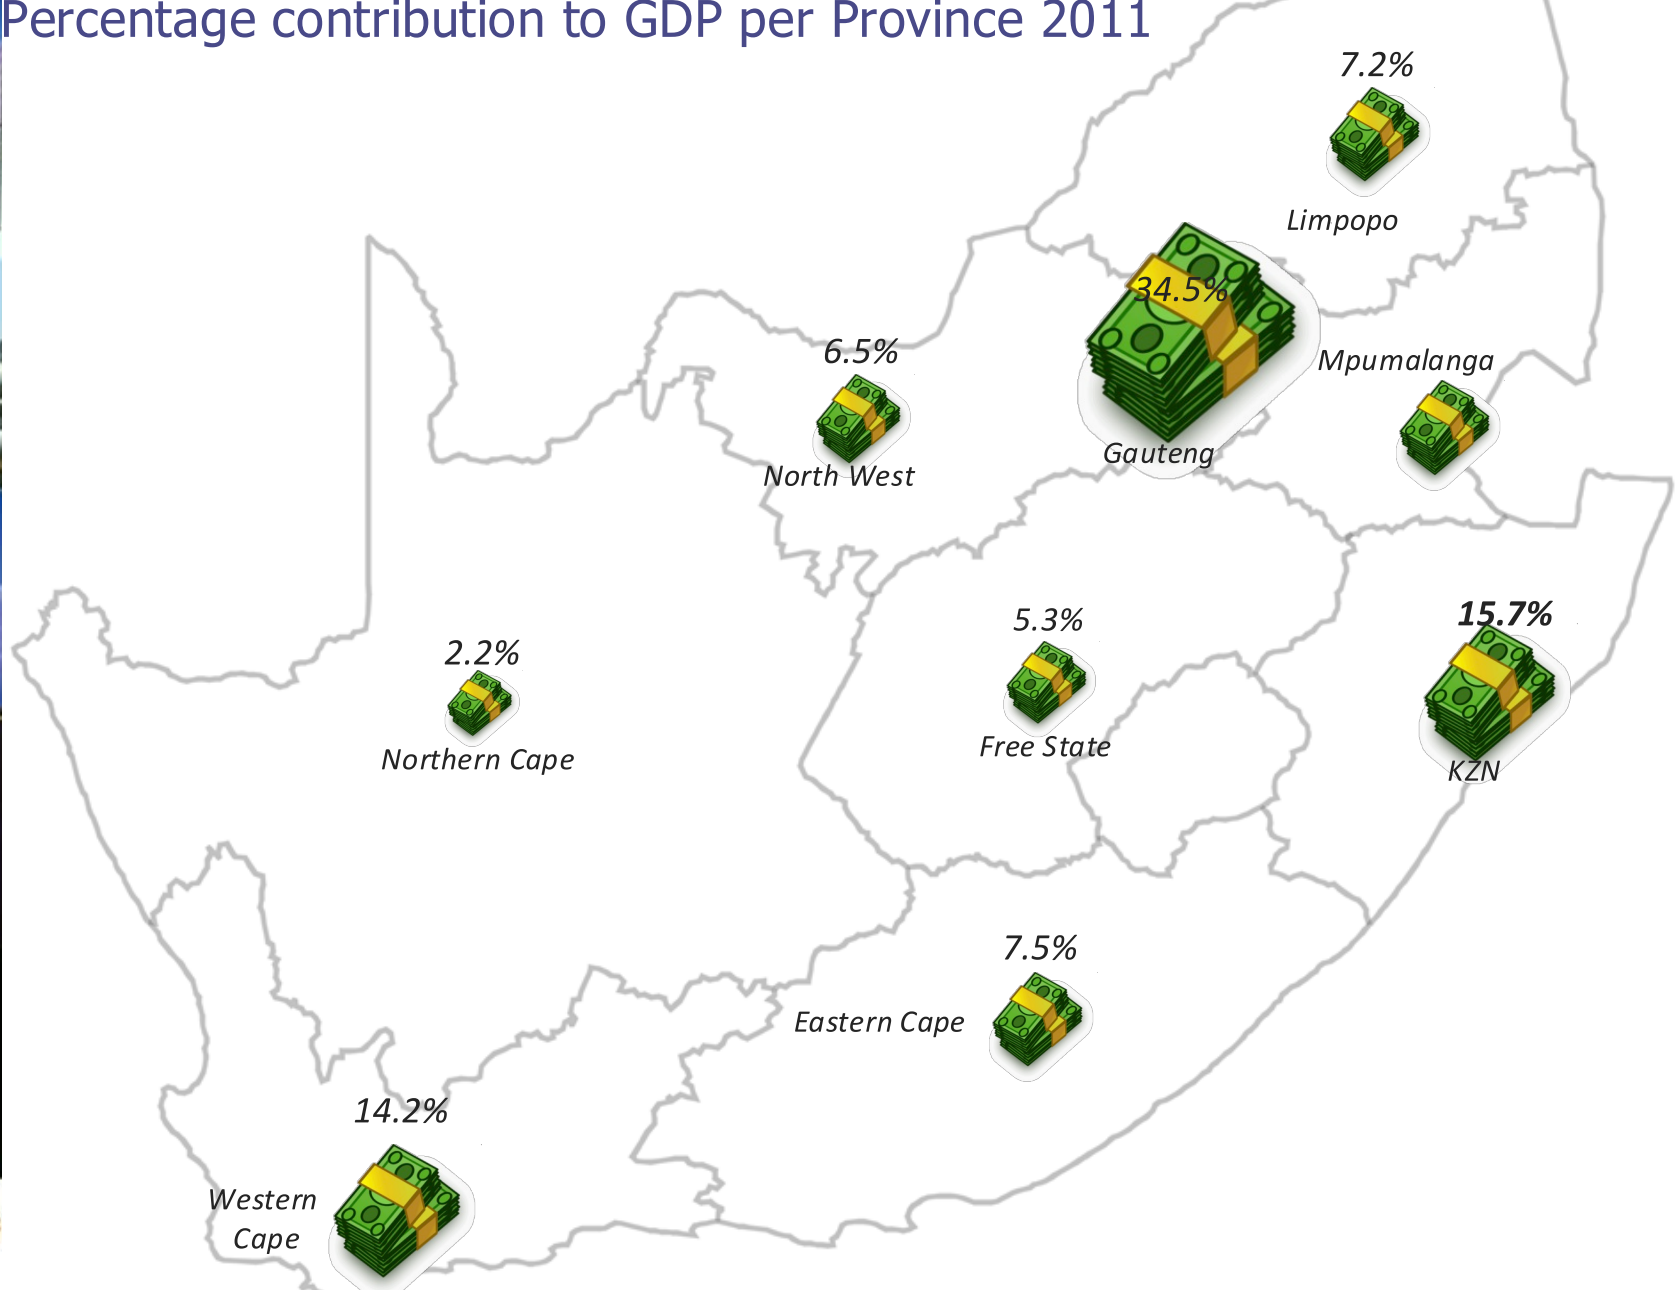 Percentage contribution to GDP per Province 2011
7.2%
Limpopo
34.5%
Gauteng
Mpumalanga
6.5%
North West
15.7%
KZN
5.3%
Free State
2.2%
Northern Cape
7.5%
Eastern Cape
14.2%
Western
Cape